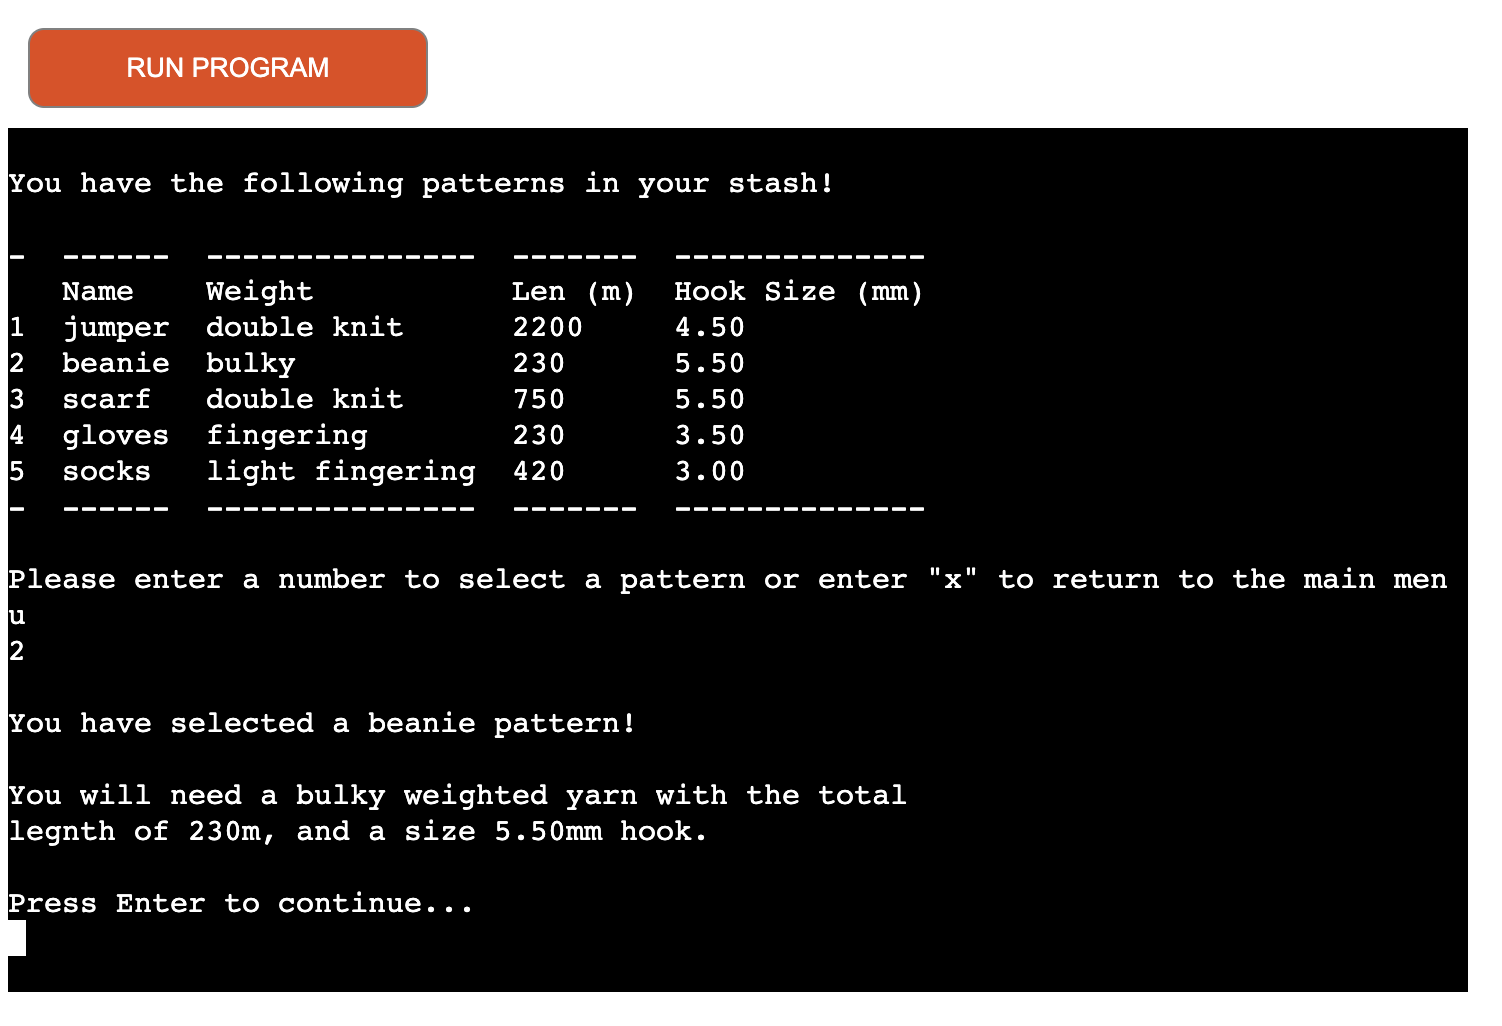 RUN PROGRAM
You have the following patterns in your stash!
-  ------  ---------------  -------  --------------
   Name    Weight           Len (m)  Hook Size (mm)
1  jumper  double knit      2200     4.50
2  beanie  bulky            230      5.50
3  scarf   double knit      750      5.50
4  gloves  fingering        230      3.50
5  socks   light fingering  420      3.00
-  ------  ---------------  -------  --------------
Please enter a number to select a pattern or enter "x" to return to the main men
u
2
You have selected a beanie pattern!
You will need a bulky weighted yarn with the total
legnth of 230m, and a size 5.50mm hook.
Press Enter to continue...